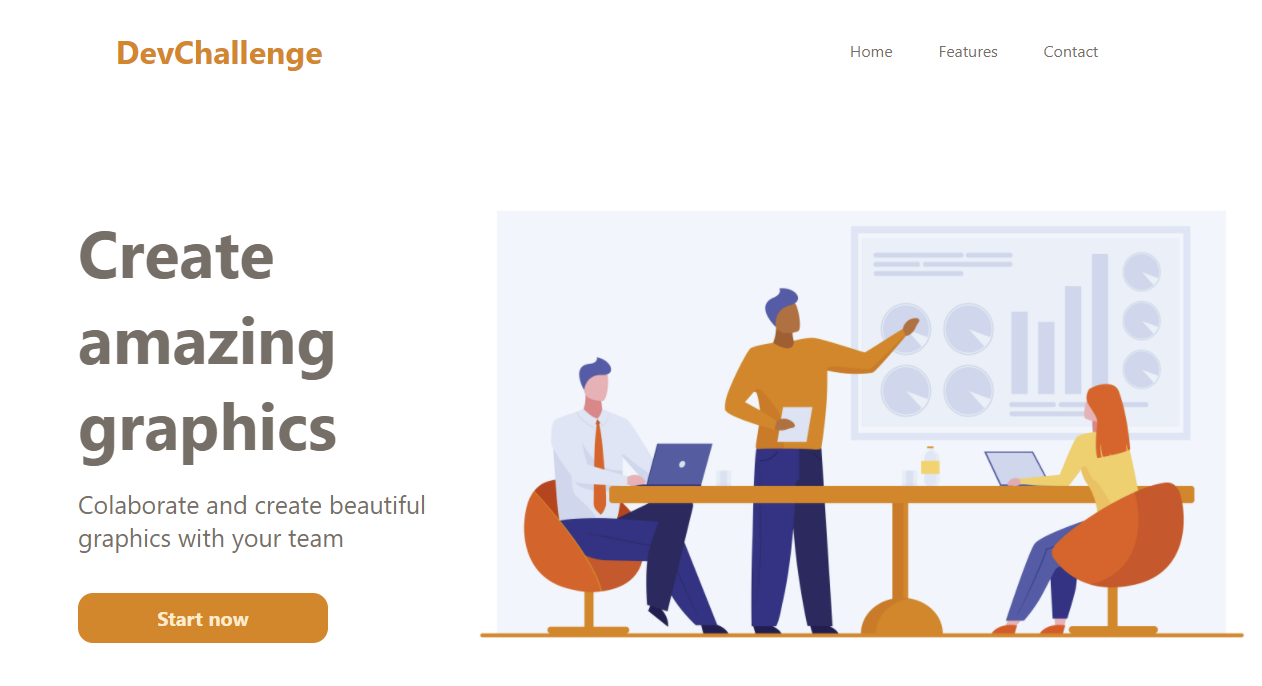 DevChallenge
Home Features Contact
Create
amazing
graphics
Colaborate and create beautiful
graphics with your team
Start now